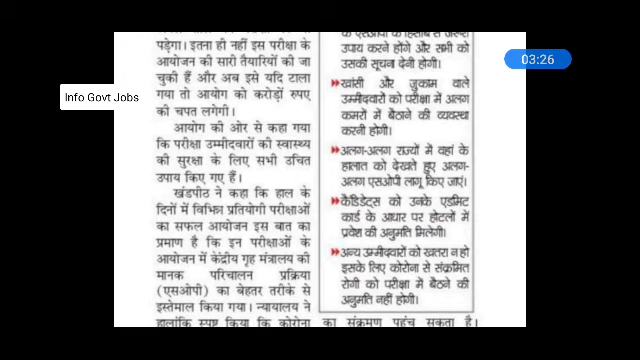 पड़ेगा। इतना ही नहीं इस परीक्षा के
आयोजन की सारी तैयारियों की जा
चुकी हैं और अब इसे यदि टाला
गया तो आयोग को करोड़ों रुपए
की चपत लगेगी।
आयोग की ओर से कहा गया
कि परीक्षा उम्मीदवारों की स्वास्थ्य
की सुरक्षा के लिए सभी उचित
उपाय किए गए हैं।
खंडपीठ ने कहा कि हाल के
दिनों में विभिन्न प्रतियोगी परीक्षाओं
का सफल आयोजन इस बात का
प्रमाण है कि इन परीक्षाओं के
आयोजन में केंद्रीय गृह मंत्रालय की
मानक परिचालन प्रक्रिया
(एसओपी) का बेहतर तरीके से
इस्तेमाल किया गया। न्यायालय ने
हालांकि स्पष्ट किया कि कोरोना
के एसओपी के हिसाब से जरूरी
उपाय करने होंगे और सभी को
उसकी सूचना देनी होगी।
खांसी और जुकाम वाले
उम्मीदवारों को परीक्षा में अलग
कमरों में बैठाने की व्यवस्था
करनी होगी।
अलग-अलग राज्यों में वहां के
हालात को देखते हुए अलग-
अलग एसओपी लागू किए जाएं।
कैडिडेट्स को उनके एडमिट
कार्ड के आधार पर होटलों में
प्रवेश की अनुमति मिलेगी।
अन्य उम्मीदवारों को खतरा न हो
इसके लिए कोरोना से संक्रमित
रोगी को परीक्षा में बैठने की
अनुमति नहीं होगी।
का संक्रमण पहुंच सकता है।
Info Govt Jobs
03:26